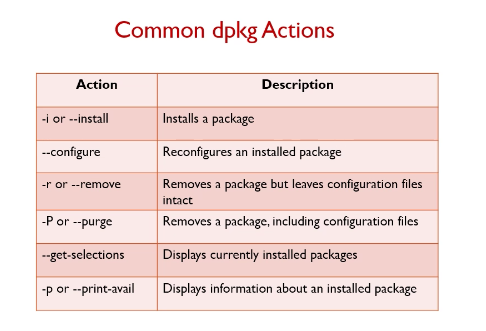 Common dpkg Actions
Action Description
-i or --install Installs a package
--configure Reconfigures an installed package
-r or --remove Removes a package but leaves configuration files
intact
-P or --purge Removes a package, including configuration files
--get-selections Displays currently installed packages
-p or --print-avail Displays information about an installed package